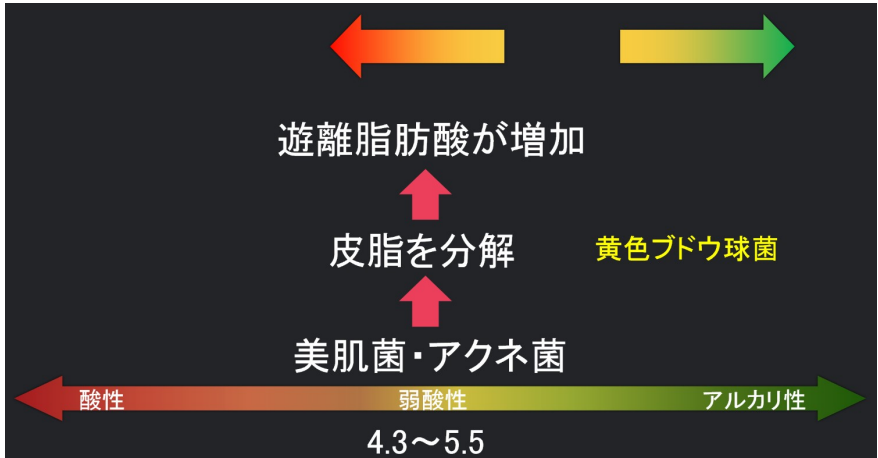 遊離脂肪酸が増加
皮脂を分解
黄色ブドウ球菌
美肌菌・アクネ菌
酸性
弱酸性
アルカリ性
4.3～5.5